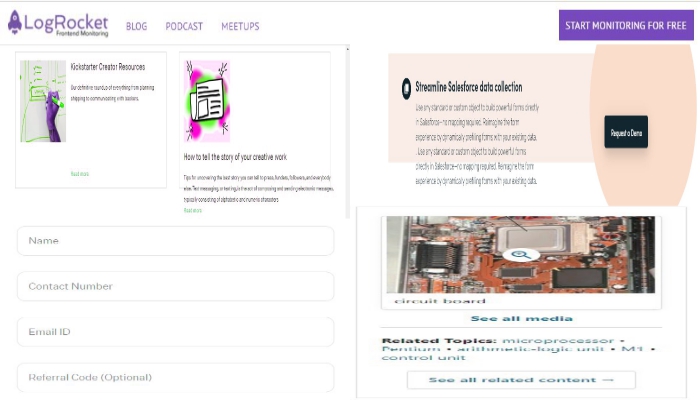 LogRocket
Frontend Monitoring
BLOG PODCAST MEETUPS
START MONITORING FOR FREE
Kickstarter Creator Resources
Our definitive roundup of everything from planning
shipping to communicating with backers.
Read more
How to tell the story of your creative work
Tips for uncovering the best story you can tell to press, funders, followers, and everybody
else. Text messaging, or texting, is the act of composing and sending electronic messages,
typically consisting of alphabetic and numeric characters
Read more
Name
Contact Number
Email ID
Referral Code (Optional)
Streamline Salesforce data collection
Use any standard or custom object to build powerful forms directly
in Salesforce—no mapping required. Reimagine the form
experience by dynamically prefilling forms with your existing data.
. Use any standard or custom object to build powerful forms
directly in Salesforce—no mapping required. Reimagine the form
experience by dynamically prefilling forms with your existing data.
Request a Demo
circuit board
See all media
Related Topics: microprocessor •
Pentium • arithmetic-logic unit • M1 •
control unit
See all related content →